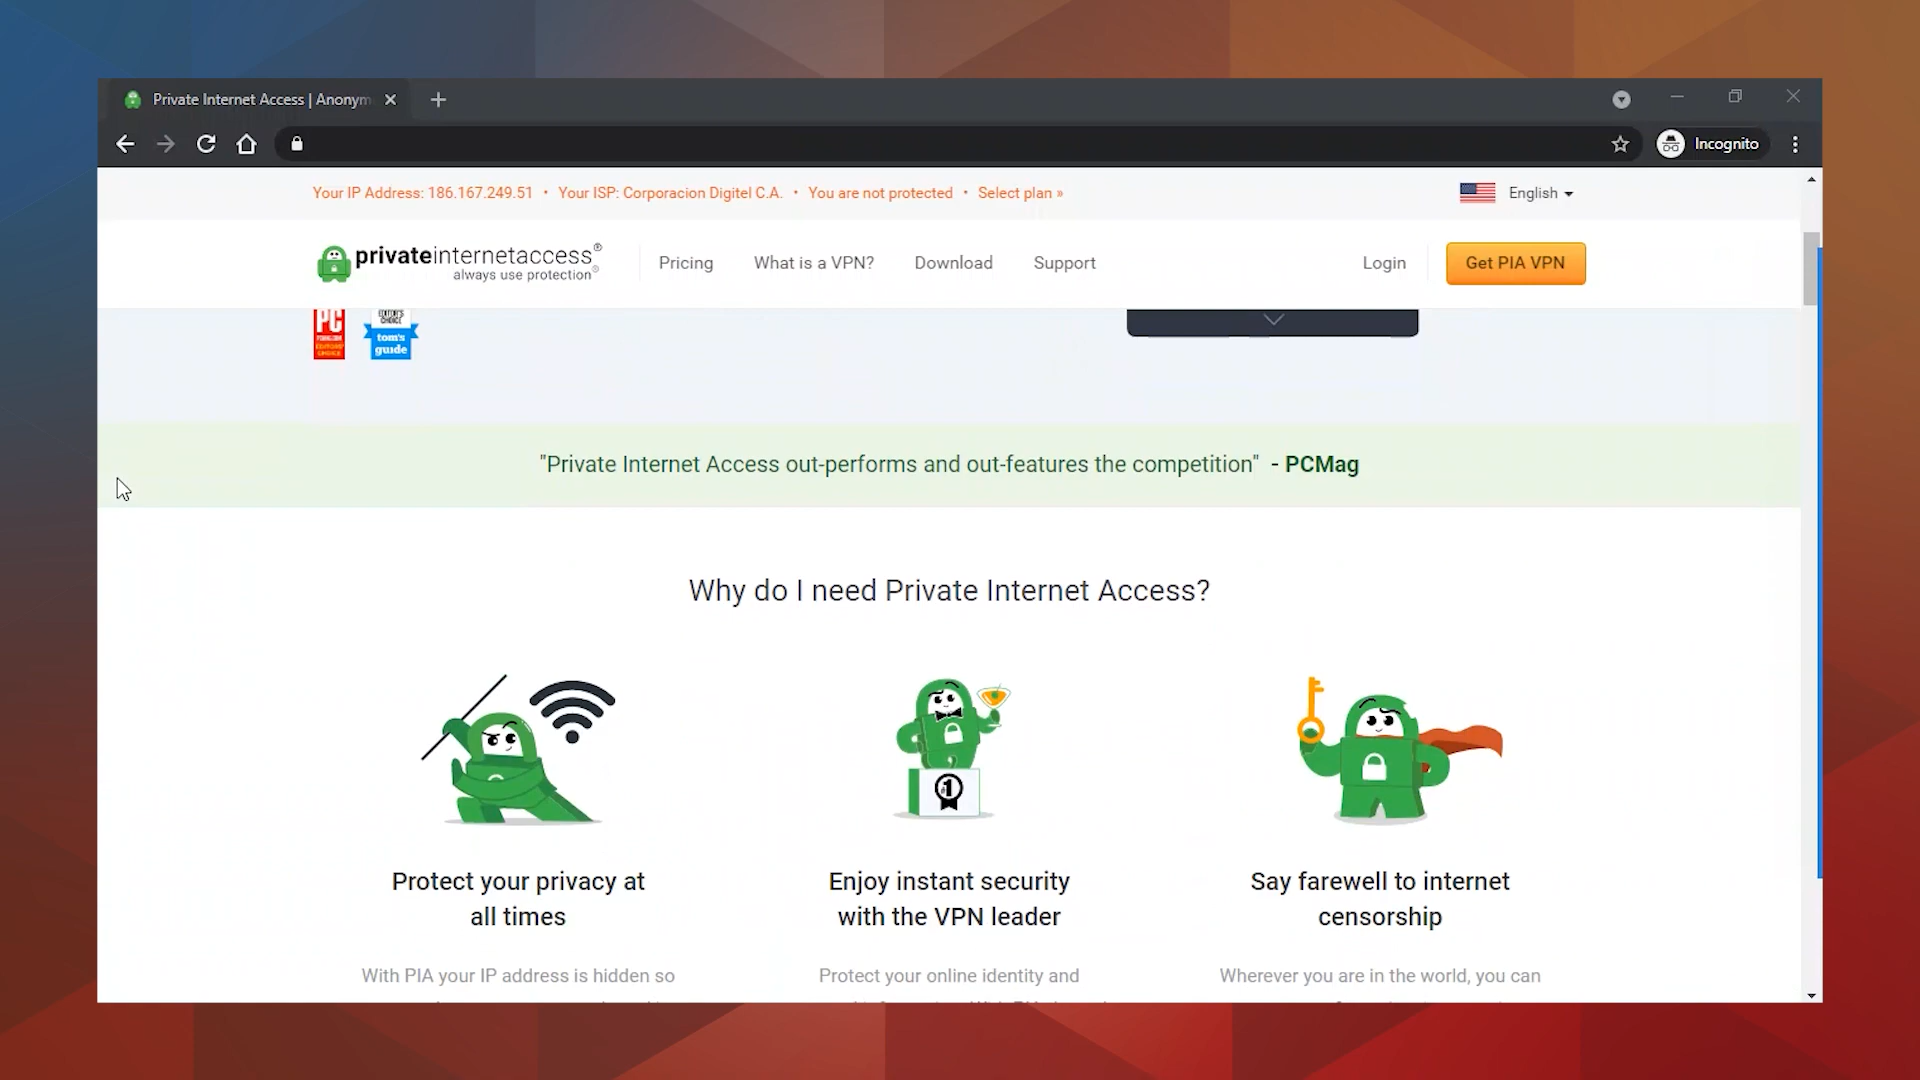 Private Internet Access | Anonym
Incognito
Your IP Address: 186.167.249.51 • Your ISP: Corporacion Digitel C.A. • You are not protected • Select plan »
English
privateinternetaccess®
always use protection®
Pricing
What is a VPN?
Download
Support
Login
Get PIA VPN
PC
EDITOR'S
CHOICE
tom's
guide
"Private Internet Access out-performs and out-features the competition" - PCMag
Why do I need Private Internet Access?
#1
Protect your privacy at
all times
Enjoy instant security
with the VPN leader
Say farewell to internet
censorship
With PIA your IP address is hidden so
Protect your online identity and
Wherever you are in the world, you can